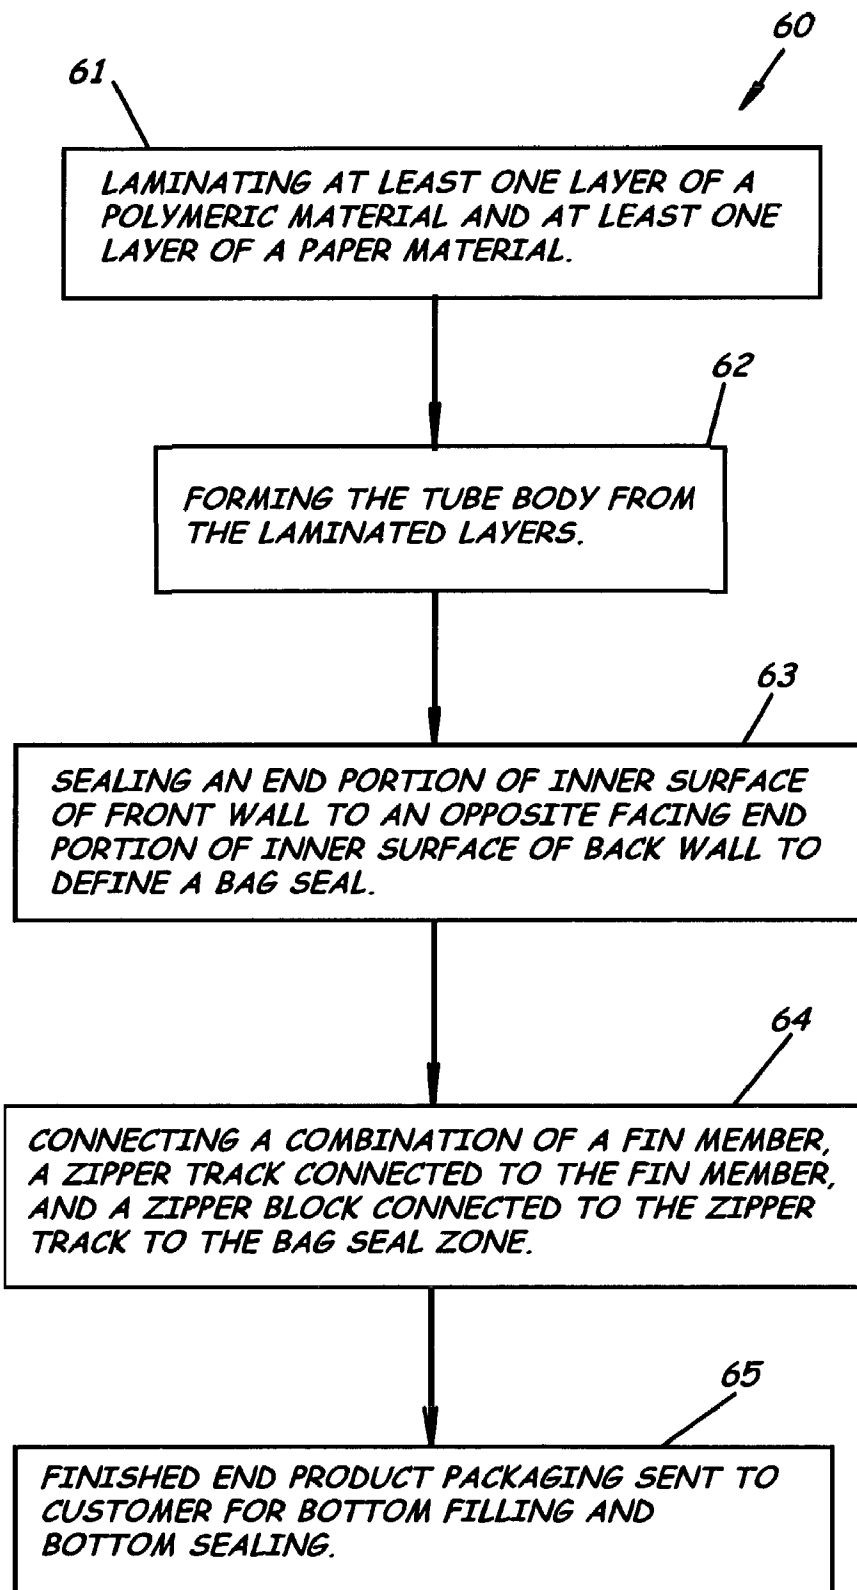 60
61
LAMINATING AT LEAST ONE LAYER OF A
POLYMERIC MATERIAL AND AT LEAST ONE
LAYER OF A PAPER MATERIAL.
62
FORMING THE TUBE BODY FROM
THE LAMINATED LAYERS.
63
SEALING AN END PORTION OF INNER SURFACE
OF FRONT WALL TO AN OPPOSITE FACING END
PORTION OF INNER SURFACE OF BACK WALL TO
DEFINE A BAG SEAL.
64
CONNECTING A COMBINATION OF A FIN MEMBER,
A ZIPPER TRACK CONNECTED TO THE FIN MEMBER,
AND A ZIPPER BLOCK CONNECTED TO THE ZIPPER
TRACK TO THE BAG SEAL ZONE.
65
FINISHED END PRODUCT PACKAGING SENT TO
CUSTOMER FOR BOTTOM FILLING AND
BOTTOM SEALING.